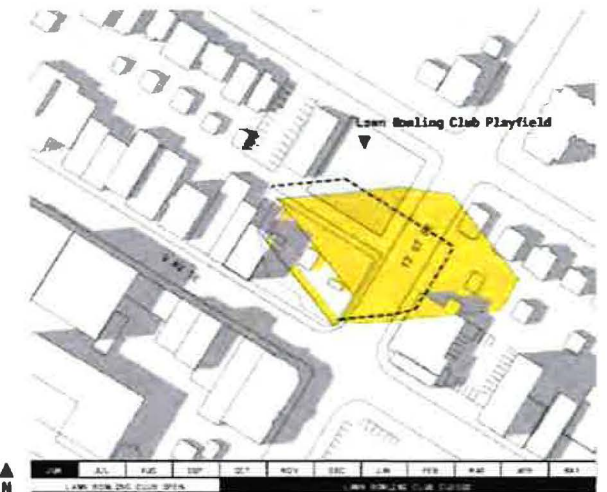 Lawn Bowling Club Playfield
JUN JUL AUG SEP OCT NOV DEC JAN FEB MAR APR MAY
LAWN BOWLING CLUB OPEN LAWN BOWLING CLUB CLOSED
N